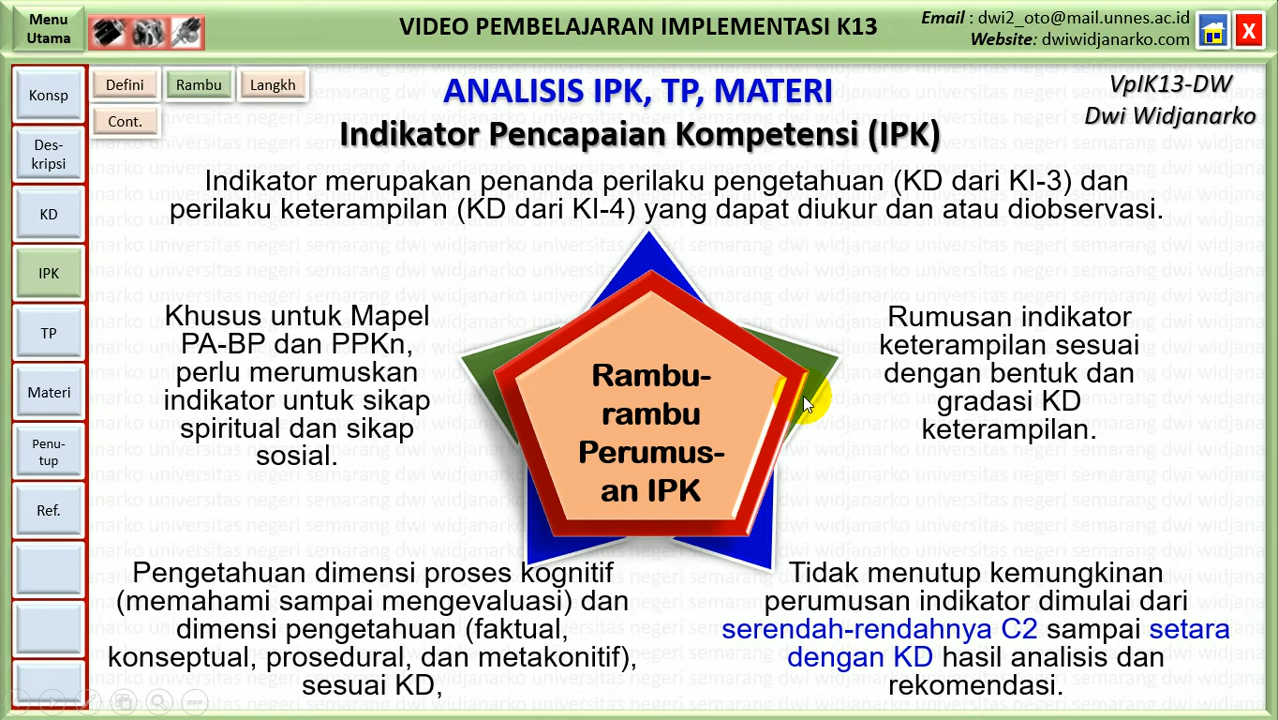 Menu
Utama
VIDEO PEMBELAJARAN IMPLEMENTASI K13
Email : dwi2_oto@mail.unnes.ac.id
Website: dwiwidjanarko.com
X
Konsp
Des-
kripsi
KD
IPK
TP
Materi
Penu-
tup
Ref.
Defini
Rambu
Langkh
Cont.
ANALISIS IPK, TP, MATERI
Indikator Pencapaian Kompetensi (IPK)
VpIK13-DW
Dwi Widjanarko
Indikator merupakan penanda perilaku pengetahuan (KD dari KI-3) dan
perilaku keterampilan (KD dari KI-4) yang dapat diukur dan atau diobservasi.
Khusus untuk Mapel
PA-BP dan PPKn,
perlu merumuskan
indikator untuk sikap
spiritual dan sikap
sosial.
Rambu-
rambu
Perumus-
an IPK
Rumusan indikator
keterampilan sesuai
dengan bentuk dan
gradasi KD
keterampilan.
Pengetahuan dimensi proses kognitif
(memahami sampai mengevaluasi) dan
dimensi pengetahuan (faktual,
konseptual, prosedural, dan metakonitif),
sesuai KD,
Tidak menutup kemungkinan
perumusan indikator dimulai dari
serendah-rendahnya C2 sampai setara
dengan KD hasil analisis dan
rekomendasi.